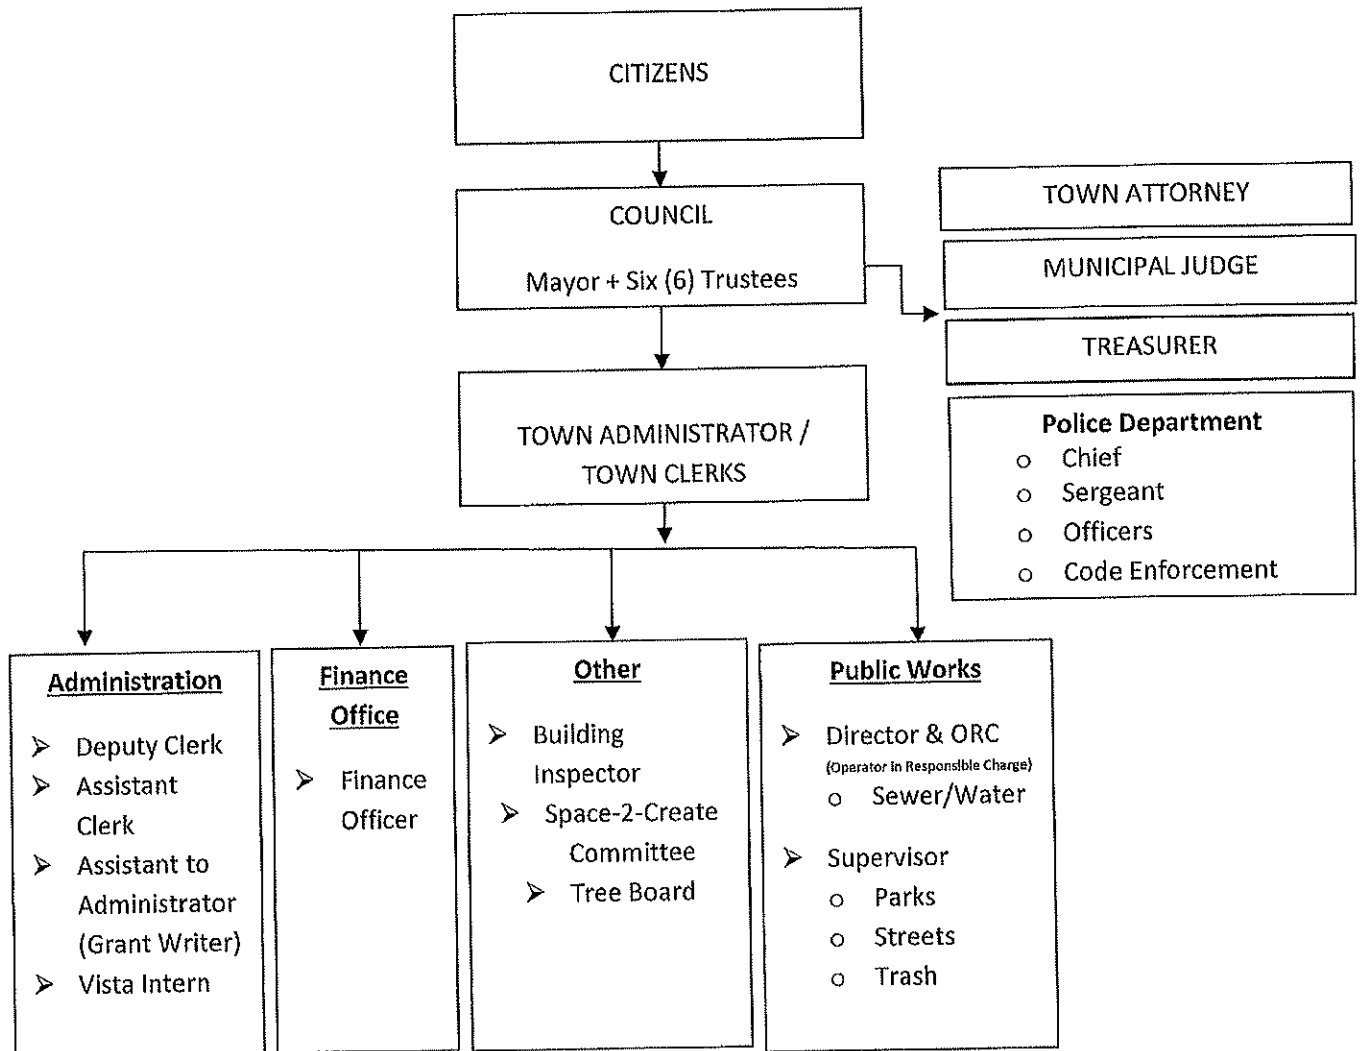 CITIZENS
COUNCIL
Mayor + Six (6) Trustees
TOWN ATTORNEY
MUNICIPAL JUDGE
TREASURER
TOWN ADMINISTRATOR /
TOWN CLERKS
Police Department
o Chief
o Sergeant
o Officers
o Code Enforcement
Administration
➢ Deputy Clerk
➢ Assistant
Clerk
➢ Assistant to
Administrator
(Grant Writer)
➢ Vista Intern
Finance
Office
➢ Finance
Officer
Other
➢ Building
Inspector
➢ Space-2-Create
Committee
➢ Tree Board
Public Works
➢ Director & ORC
(Operator in Responsible Charge)
o Sewer/Water
➢ Supervisor
o Parks
o Streets
o Trash